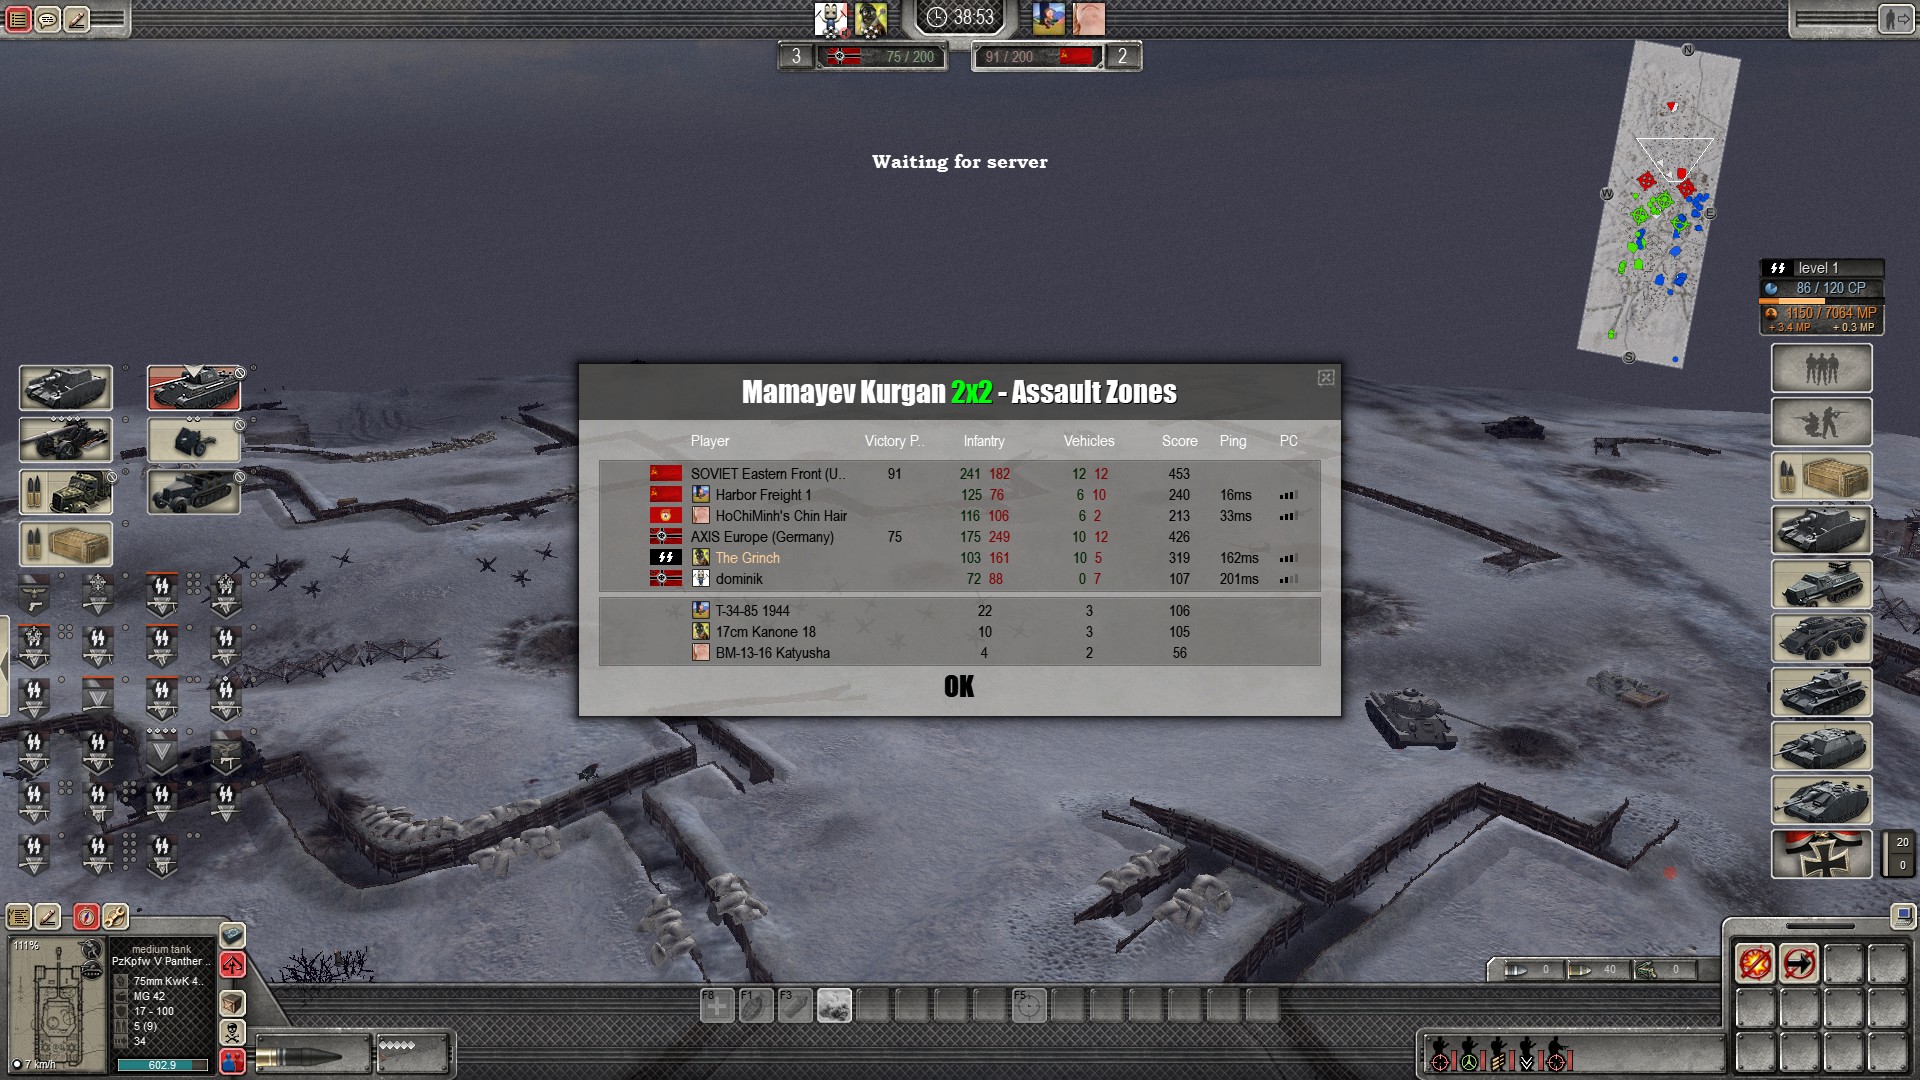 38:53
3 75 / 200 91 / 200 2
Waiting for server
N
W
E
S
level 1
86 / 120 CP
1150 / 7064 MP
+ 3.4 MP + 0.3 MP
Mamayev Kurgan 2x2 - Assault Zones
Player Victory P.. Infantry Vehicles Score Ping PC
SOVIET Eastern Front (U.. 91 241 182 12 12 453
Harbor Freight 1 125 76 6 10 240 16ms
HoChiMinh's Chin Hair 116 106 6 2 213 33ms
AXIS Europe (Germany) 75 175 249 10 12 426
The Grinch 103 161 10 5 319 162ms
dominik 72 88 0 7 107 201ms
T-34-85 1944 22 3 106
17cm Kanone 18 10 3 105
BM-13-16 Katyusha 4 2 56
OK
20
0
111%
medium tank
PzKpfw V Panther ..
75mm KwK 4..
MG 42
17 - 100
5 (9)
34
7 km/h
602.9
F8 F1 F3 F5
0 40 0